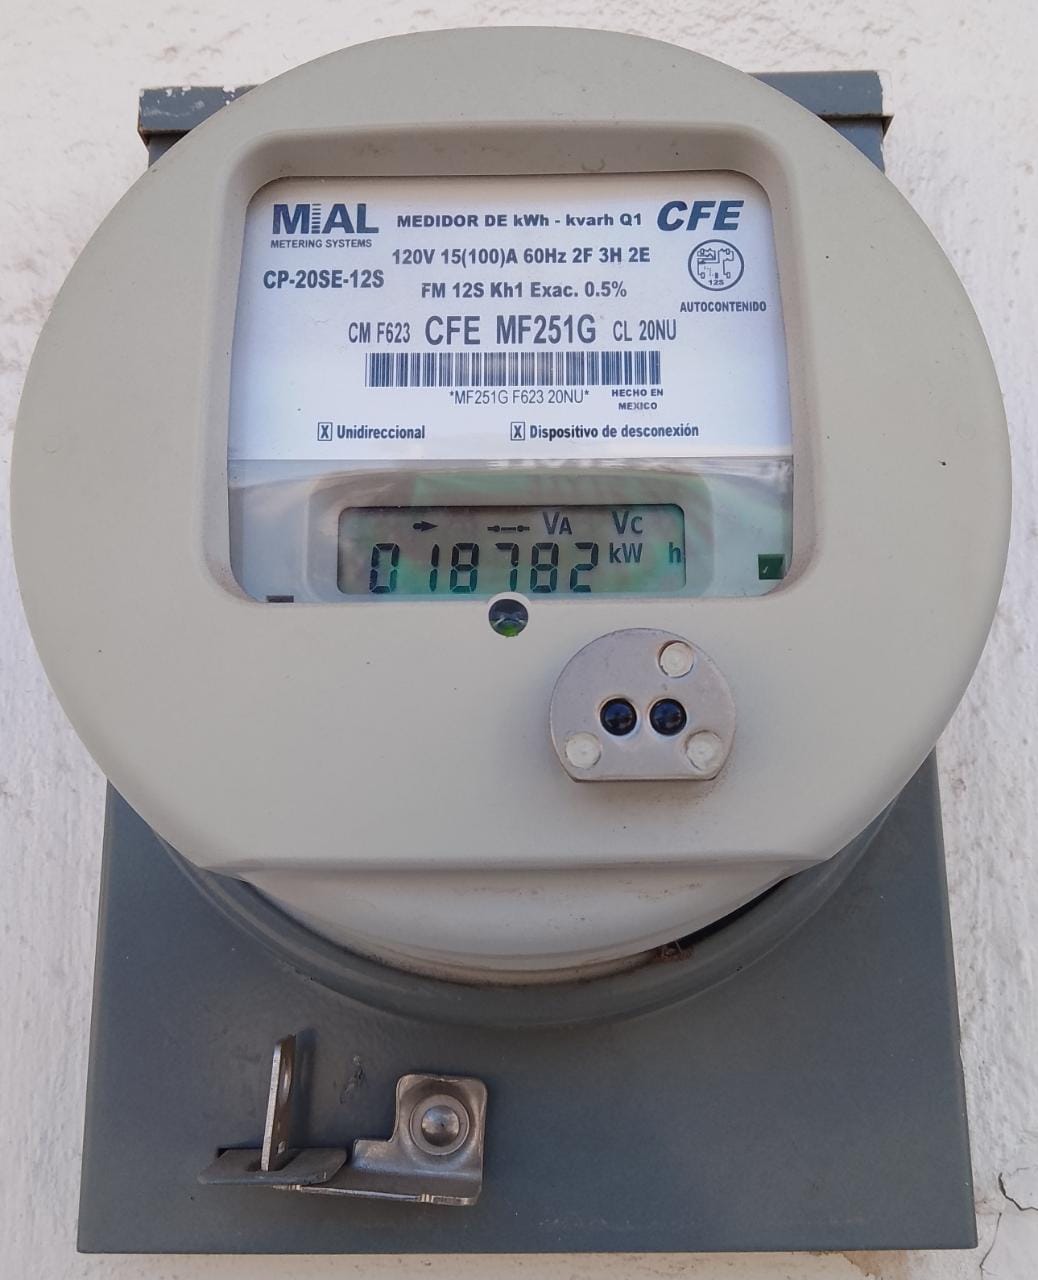 MIAL
METERING SYSTEMS
MEDIDOR DE kWh - kvarh Q1
CFE
120V 15(100)A 60Hz 2F 3H 2E
CP-20SE-12S
FM 12S Kh1 Exac. 0.5%
12S
AUTOCONTENIDO
CM F623 CFE MF251G CL 20NU
*MF251G F623 20NU*
HECHO EN
MEXICO
X Unidireccional
X Dispositivo de desconexión
VA VC
018782 kW h